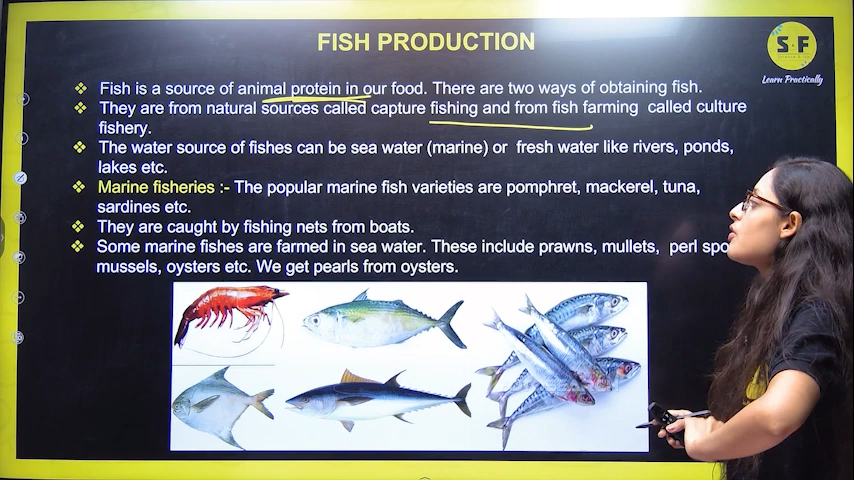 FISH PRODUCTION
S F
Learn Practically
❖ Fish is a source of animal protein in our food. There are two ways of obtaining fish.
❖ They are from natural sources called capture fishing and from fish farming called culture
fishery.
❖ The water source of fishes can be sea water (marine) or fresh water like rivers, ponds,
lakes etc.
❖ Marine fisheries :- The popular marine fish varieties are pomphret, mackerel, tuna,
sardines etc.
❖ They are caught by fishing nets from boats.
❖ Some marine fishes are farmed in sea water. These include prawns, mullets, perl spo
mussels, oysters etc. We get pearls from oysters.